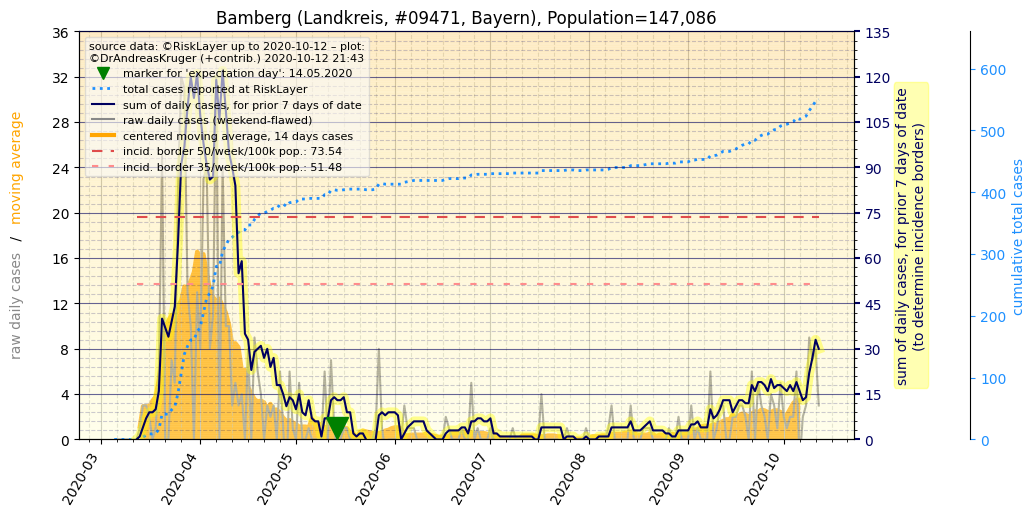 Bamberg (Landkreis, #09471, Bayern), Population=147,086
source data: ©RiskLayer up to 2020-10-12 – plot:
©DrAndreasKruger (+contrib.) 2020-10-12 21:43
marker for 'expectation day': 14.05.2020
total cases reported at RiskLayer
sum of daily cases, for prior 7 days of date
raw daily cases (weekend-flawed)
centered moving average, 14 days cases
incid. border 50/week/100k pop.: 73.54
incid. border 35/week/100k pop.: 51.48
raw daily cases / moving average
36
32
28
24
20
16
12
8
4
0
135
120
105
90
75
60
45
30
15
0
sum of daily cases, for prior 7 days of date
(to determine incidence borders)
600
500
400
300
200
100
0
cumulative total cases
2020-03
2020-04
2020-05
2020-06
2020-07
2020-08
2020-09
2020-10